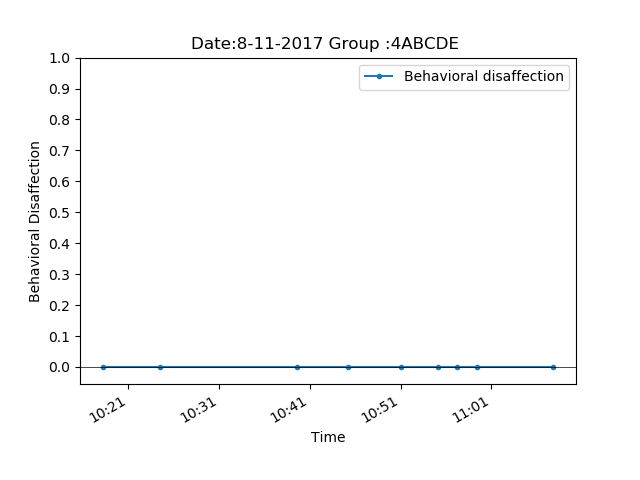 Date:8-11-2017 Group :4ABCDE
Behavioral disaffection
Behavioral Disaffection
1.0
0.9
0.8
0.7
0.6
0.5
0.4
0.3
0.2
0.1
0.0
10:21 10:31 10:41 10:51 11:01
Time